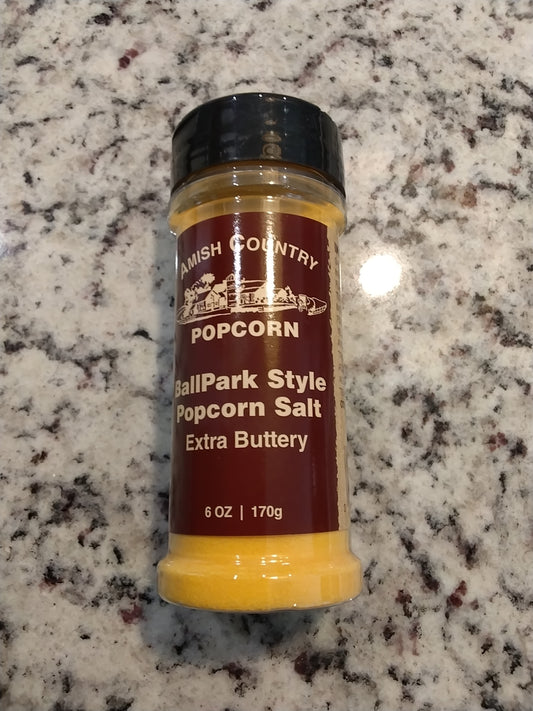 AMISH COUNTRY
POPCORN
BallPark Style
Popcorn Salt
Extra Buttery
6 OZ | 170g